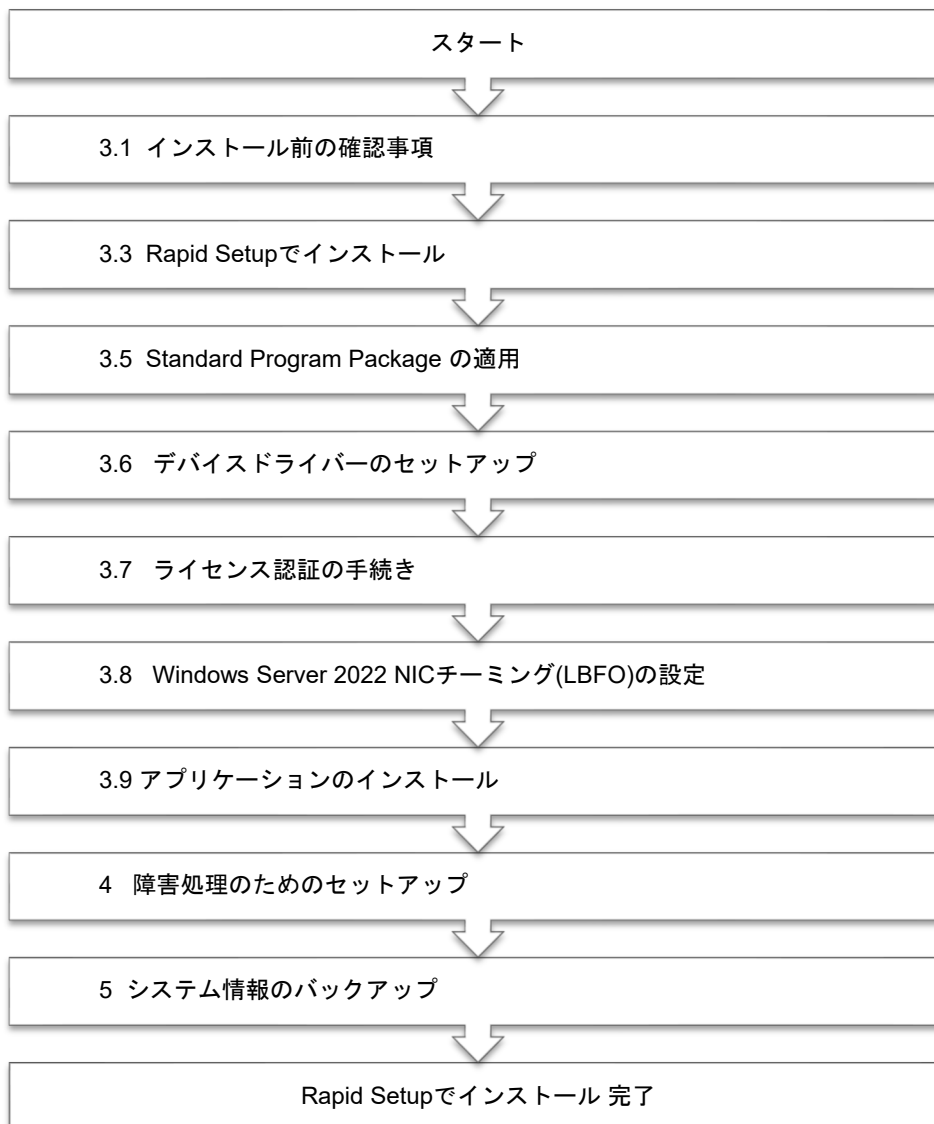 スタート
3.1 インストール前の確認事項
3.3 Rapid Setupでインストール
3.5 Standard Program Package の適用
3.6 デバイスドライバーのセットアップ
3.7 ライセンス認証の手続き
3.8 Windows Server 2022 NICチーミング(LBFO)の設定
3.9 アプリケーションのインストール
4 障害処理のためのセットアップ
5 システム情報のバックアップ
Rapid Setupでインストール 完了